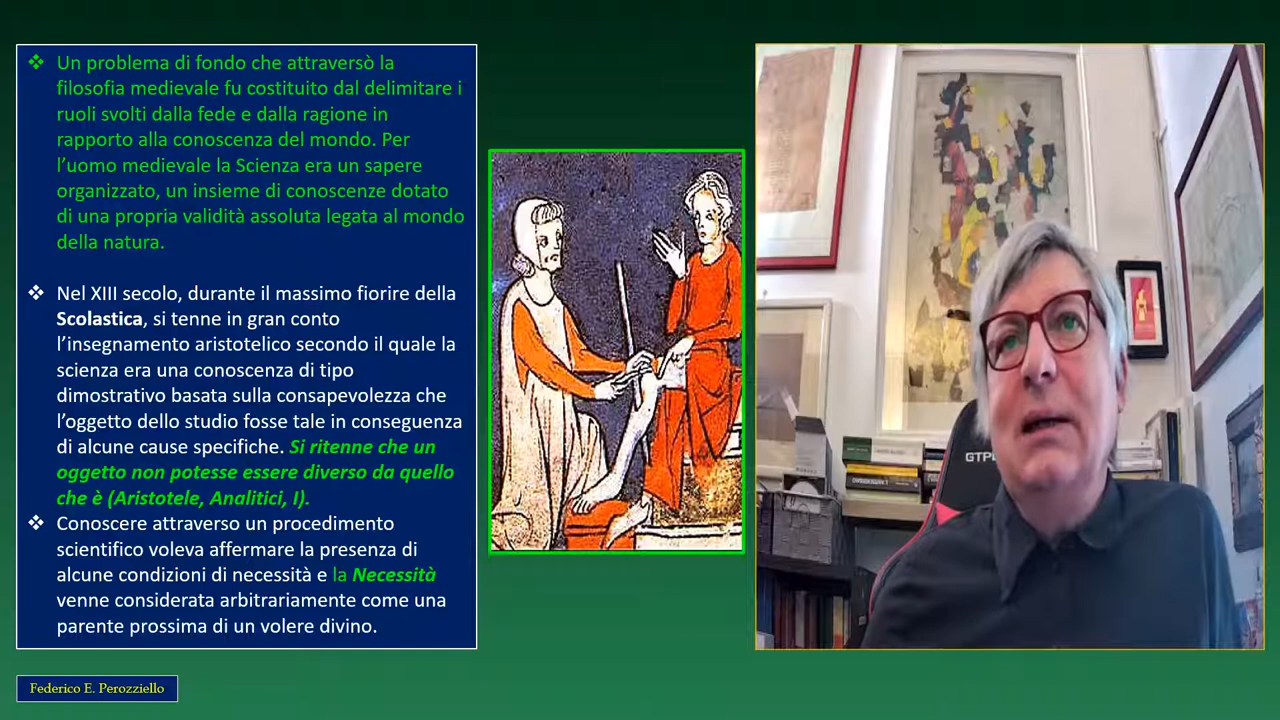 ❖ Un problema di fondo che attraversò la
filosofia medievale fu costituito dal delimitare i
ruoli svolti dalla fede e dalla ragione in
rapporto alla conoscenza del mondo. Per
l’uomo medievale la Scienza era un sapere
organizzato, un insieme di conoscenze dotato
di una propria validità assoluta legata al mondo
della natura.
❖ Nel XIII secolo, durante il massimo fiorire della
Scolastica, si tenne in gran conto
l’insegnamento aristotelico secondo il quale la
scienza era una conoscenza di tipo
dimostrativo basata sulla consapevolezza che
l’oggetto dello studio fosse tale in conseguenza
di alcune cause specifiche. Si ritenne che un
oggetto non potesse essere diverso da quello
che è (Aristotele, Analitici, I).
❖ Conoscere attraverso un procedimento
scientifico voleva affermare la presenza di
alcune condizioni di necessità e la Necessità
venne considerata arbitrariamente come una
parente prossima di un volere divino.
Federico E. Perozziello
GTPL